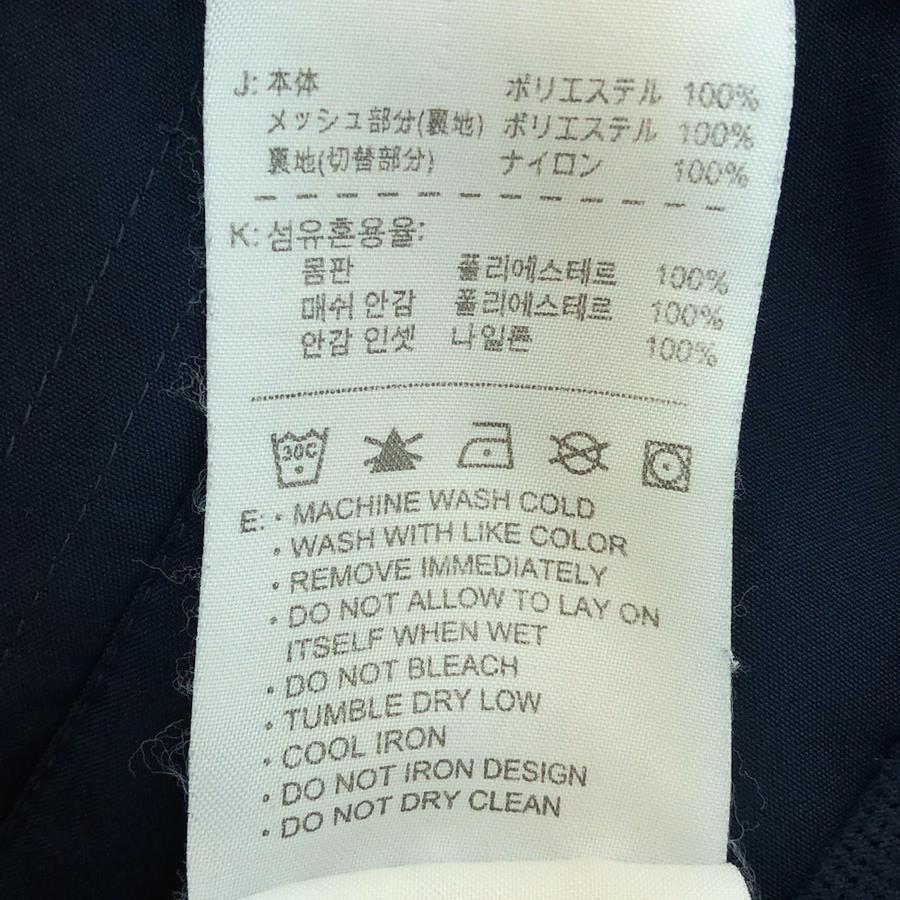 J: 本体 ポリエステル 100%
メッシュ部分(裏地) ポリエステル 100%
裏地(切替部分) ナイロン 100%
K: 섬유혼용율:
몸판 폴리에스테르 100%
매쉬 안감 폴리에스테르 100%
안감 인셋 나일론 100%
30C
E: • MACHINE WASH COLD
• WASH WITH LIKE COLOR
• REMOVE IMMEDIATELY
• DO NOT ALLOW TO LAY ON
ITSELF WHEN WET
• DO NOT BLEACH
• TUMBLE DRY LOW
• COOL IRON
• DO NOT IRON DESIGN
• DO NOT DRY CLEAN